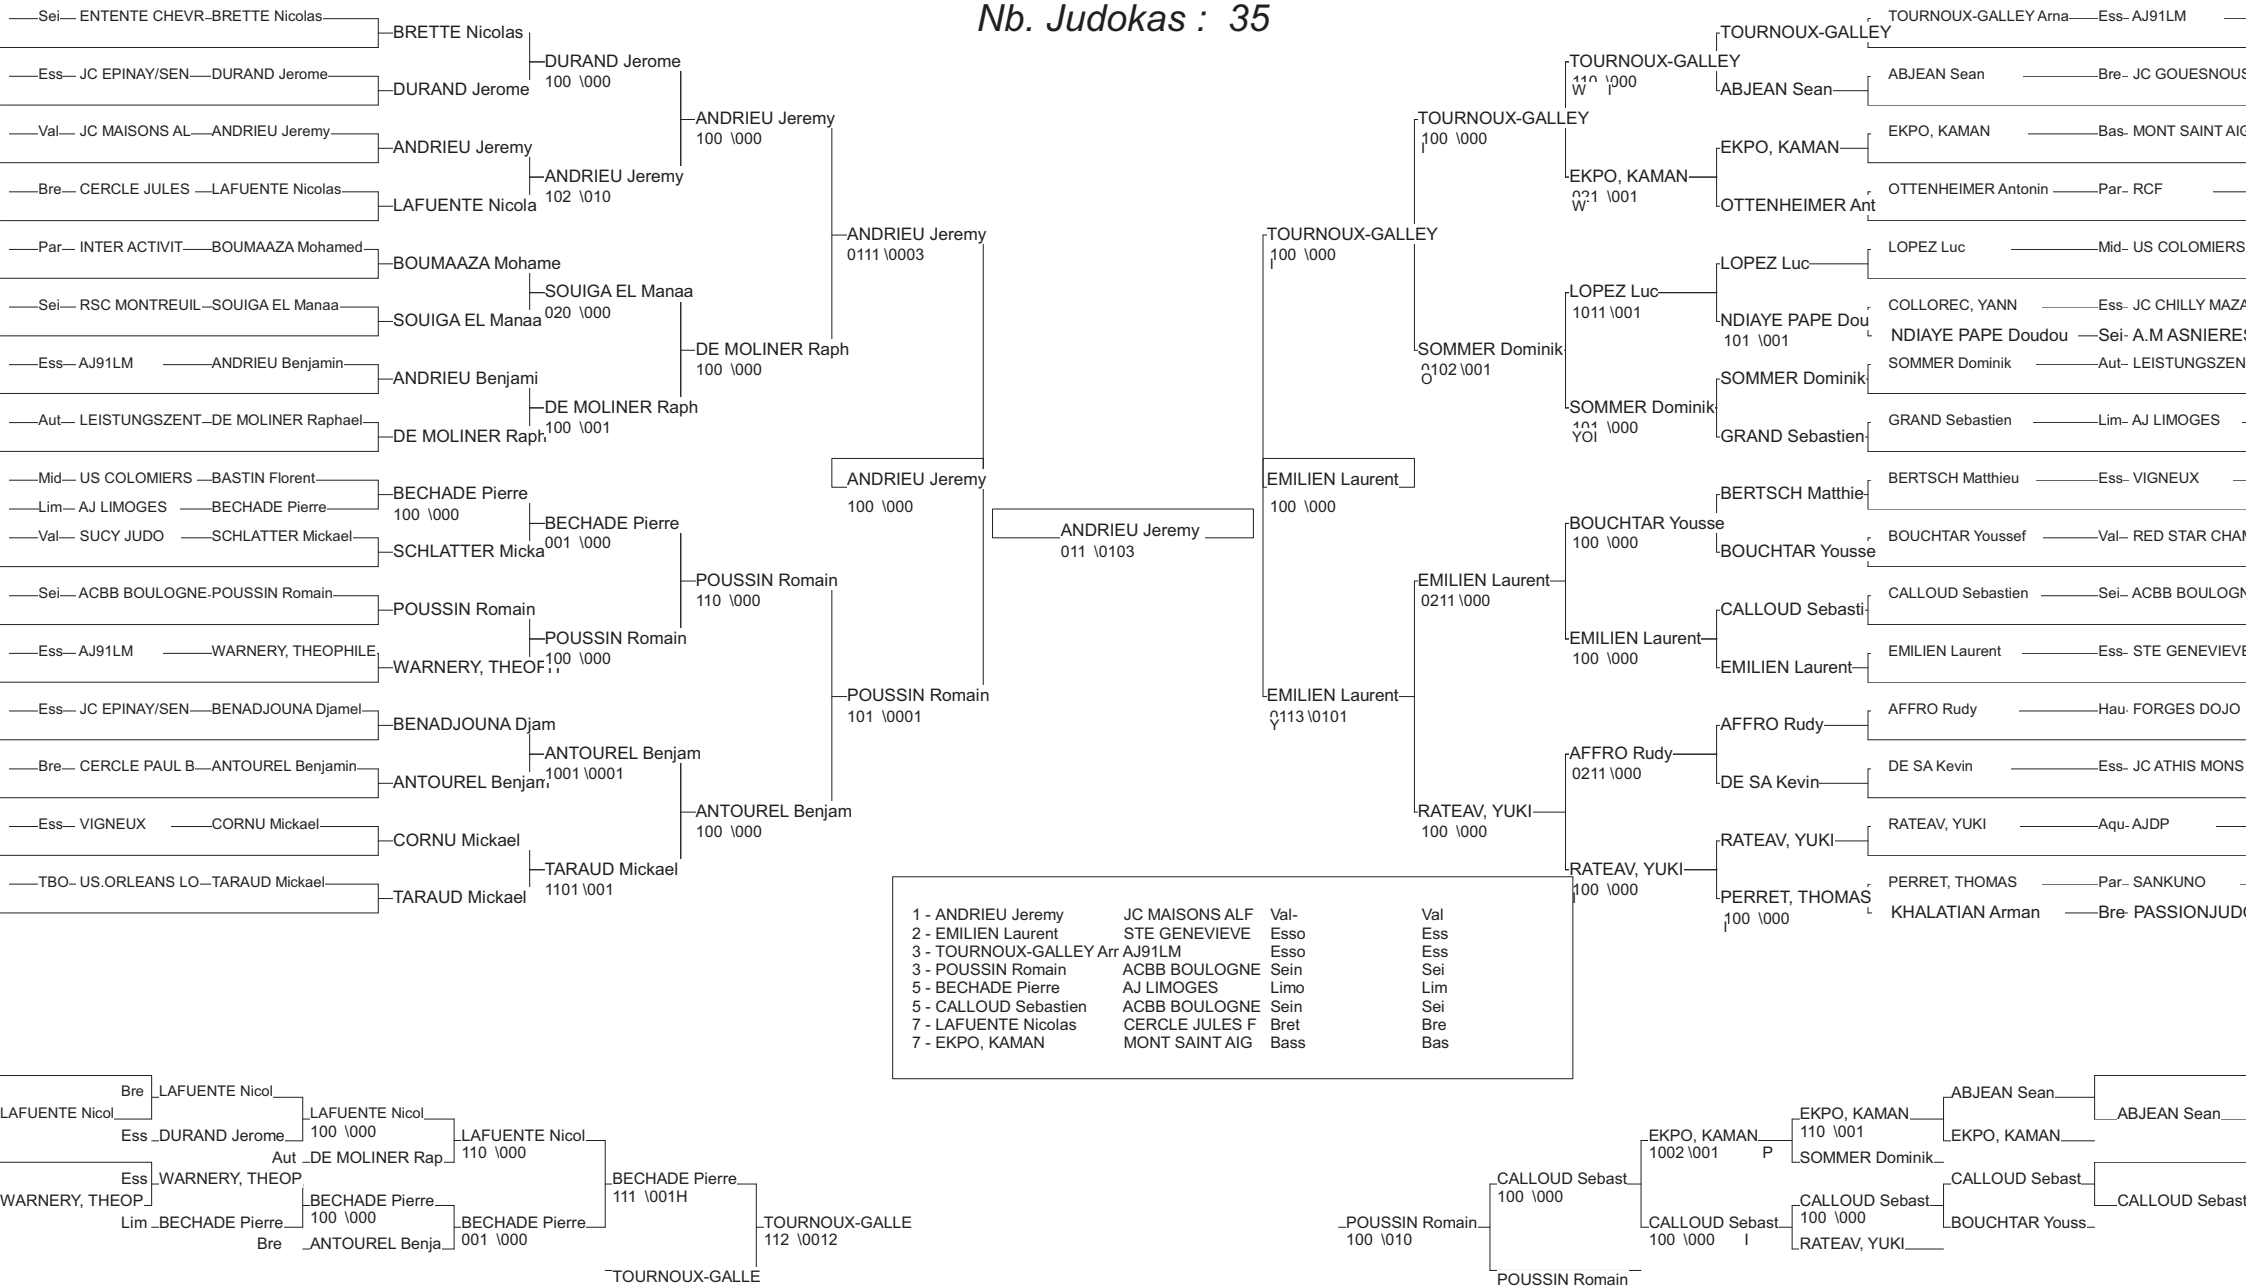 Nb. Judokas : 35
Sei ENTENTE CHEVR BRETTE Nicolas
BRETTE Nicolas
DURAND Jerome
100 \000
Ess JC EPINAY/SEN DURAND Jerome
DURAND Jerome
ANDRIEU Jeremy
100 \000
Val JC MAISONS AL ANDRIEU Jeremy
ANDRIEU Jeremy
ANDRIEU Jeremy
102 \010
Bre CERCLE JULES LAFUENTE Nicolas
LAFUENTE Nicola
ANDRIEU Jeremy
0111 \0003
Par INTER ACTIVIT BOUMAAZA Mohamed
BOUMAAZA Mohame
SOUIGA EL Manaa
020 \000
Sei RSC MONTREUIL SOUIGA EL Manaa
SOUIGA EL Manaa
DE MOLINER Raph
100 \000
Ess AJ91LM ANDRIEU Benjamin
ANDRIEU Benjami
DE MOLINER Raph
100 \001
Aut LEISTUNGSZENT DE MOLINER Raphael
DE MOLINER Raph
ANDRIEU Jeremy
100 \000
Mid US COLOMIERS BASTIN Florent
BECHADE Pierre
100 \000
Lim AJ LIMOGES BECHADE Pierre
BECHADE Pierre
001 \000
Val SUCY JUDO SCHLATTER Mickael
SCHLATTER Micka
POUSSIN Romain
110 \000
Sei ACBB BOULOGNE POUSSIN Romain
POUSSIN Romain
POUSSIN Romain
100 \000
Ess AJ91LM WARNERY, THEOPHILE
WARNERY, THEOPH
POUSSIN Romain
101 \0001
Ess JC EPINAY/SEN BENADJOUNA Djamel
BENADJOUNA Djam
ANTOUREL Benjam
1001 \0001
Bre CERCLE PAUL B ANTOUREL Benjamin
ANTOUREL Benjam
ANTOUREL Benjam
100 \000
Ess VIGNEUX CORNU Mickael
CORNU Mickael
TARAUD Mickael
1101 \001
TBO US.ORLEANS LO TARAUD Mickael
TARAUD Mickael
ANDRIEU Jeremy
011 \0103
TOURNOUX-GALLEY Arna Ess AJ91LM
TOURNOUX-GALLEY
TOURNOUX-GALLEY
110 \000
W I
ABJEAN Sean Bre JC GOUESNOUS
ABJEAN Sean
TOURNOUX-GALLEY
100 \000
I
EKPO, KAMAN Bas MONT SAINT AIG
EKPO, KAMAN
EKPO, KAMAN
021 \001
W
OTTENHEIMER Antonin Par RCF
OTTENHEIMER Ant
TOURNOUX-GALLEY
100 \000
I
LOPEZ Luc Mid US COLOMIERS
LOPEZ Luc
LOPEZ Luc
1011 \001
COLLOREC, YANN Ess JC CHILLY MAZA
NDIAYE PAPE Dou
101 \001
NDIAYE PAPE Doudou Sei A.M ASNIERES
SOMMER Dominik
0102 \001
O
SOMMER Dominik Aut LEISTUNGSZEN
SOMMER Dominik
SOMMER Dominik
101 \000
YOI
GRAND Sebastien Lim AJ LIMOGES
GRAND Sebastien
EMILIEN Laurent
100 \000
BERTSCH Matthieu Ess VIGNEUX
BERTSCH Matthie
BOUCHTAR Yousse
100 \000
BOUCHTAR Youssef Val RED STAR CHAM
BOUCHTAR Yousse
EMILIEN Laurent
0211 \000
CALLOUD Sebastien Sei ACBB BOULOGN
CALLOUD Sebasti
EMILIEN Laurent
100 \000
EMILIEN Laurent Ess STE GENEVIEVE
EMILIEN Laurent
EMILIEN Laurent
0113 \0101
Y
AFFRO Rudy Hau FORGES DOJO
AFFRO Rudy
AFFRO Rudy
0211 \000
DE SA Kevin Ess JC ATHIS MONS
DE SA Kevin
RATEAV, YUKI
100 \000
RATEAV, YUKI Aqu AJDP
RATEAV, YUKI
RATEAV, YUKI
100 \000
PERRET, THOMAS Par SANKUNO
PERRET, THOMAS
100 \000
I
KHALATIAN Arman Bre PASSIONJUDO
1 - ANDRIEU Jeremy JC MAISONS ALF Val- Val
2 - EMILIEN Laurent STE GENEVIEVE Esso Ess
3 - TOURNOUX-GALLEY Arr AJ91LM Esso Ess
3 - POUSSIN Romain ACBB BOULOGNE Sein Sei
5 - BECHADE Pierre AJ LIMOGES Limo Lim
5 - CALLOUD Sebastien ACBB BOULOGNE Sein Sei
7 - LAFUENTE Nicolas CERCLE JULES F Bret Bre
7 - EKPO, KAMAN MONT SAINT AIG Bass Bas
Bre LAFUENTE Nicol
LAFUENTE Nicol
LAFUENTE Nicol
100 \000
Ess DURAND Jerome
LAFUENTE Nicol
110 \000
Aut DE MOLINER Rap
Ess WARNERY, THEOP
BECHADE Pierre
111 \001H
WARNERY, THEOP
BECHADE Pierre
100 \000
Lim BECHADE Pierre
BECHADE Pierre
001 \000
Bre ANTOUREL Benja
TOURNOUX-GALLE
112 \0012
TOURNOUX-GALLE
ABJEAN Sean
EKPO, KAMAN
110 \001
ABJEAN Sean
EKPO, KAMAN
1002 \001 P
EKPO, KAMAN
SOMMER Dominik
CALLOUD Sebast
100 \000
CALLOUD Sebast
CALLOUD Sebast
100 \000
CALLOUD Sebast
POUSSIN Romain
100 \010
CALLOUD Sebast
100 \000 I
BOUCHTAR Youss
RATEAV, YUKI
POUSSIN Romain